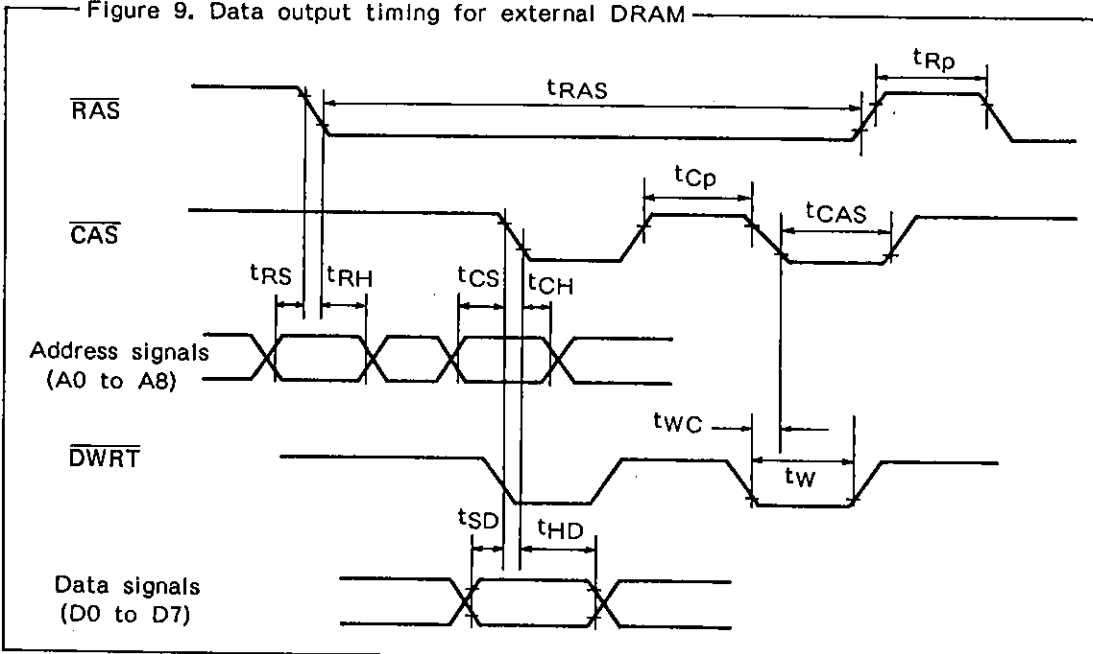 Figure 9. Data output timing for external DRAM
tRp
RAS
tRAS
tCp
CAS
tCAS
tRS
tRH
tCS
tCH
Address signals
(A0 to A8)
tWC
DWRT
tW
tSD
tHD
Data signals
(D0 to D7)